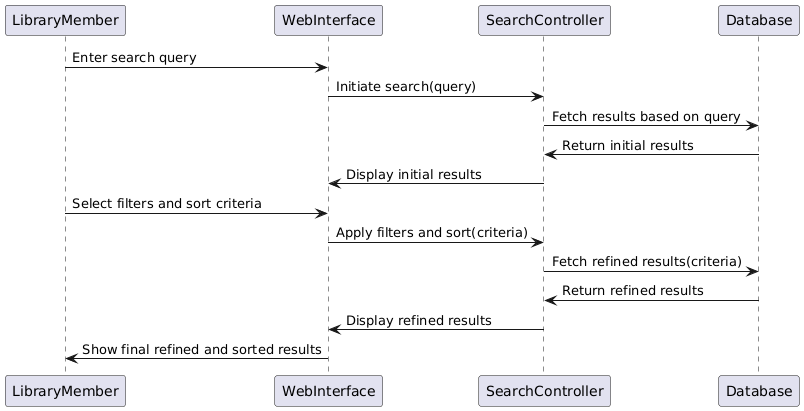 LibraryMember WebInterface SearchController Database
Enter search query
Initiate search(query)
Fetch results based on query
Return initial results
Display initial results
Select filters and sort criteria
Apply filters and sort(criteria)
Fetch refined results(criteria)
Return refined results
Display refined results
Show final refined and sorted results
LibraryMember WebInterface SearchController Database